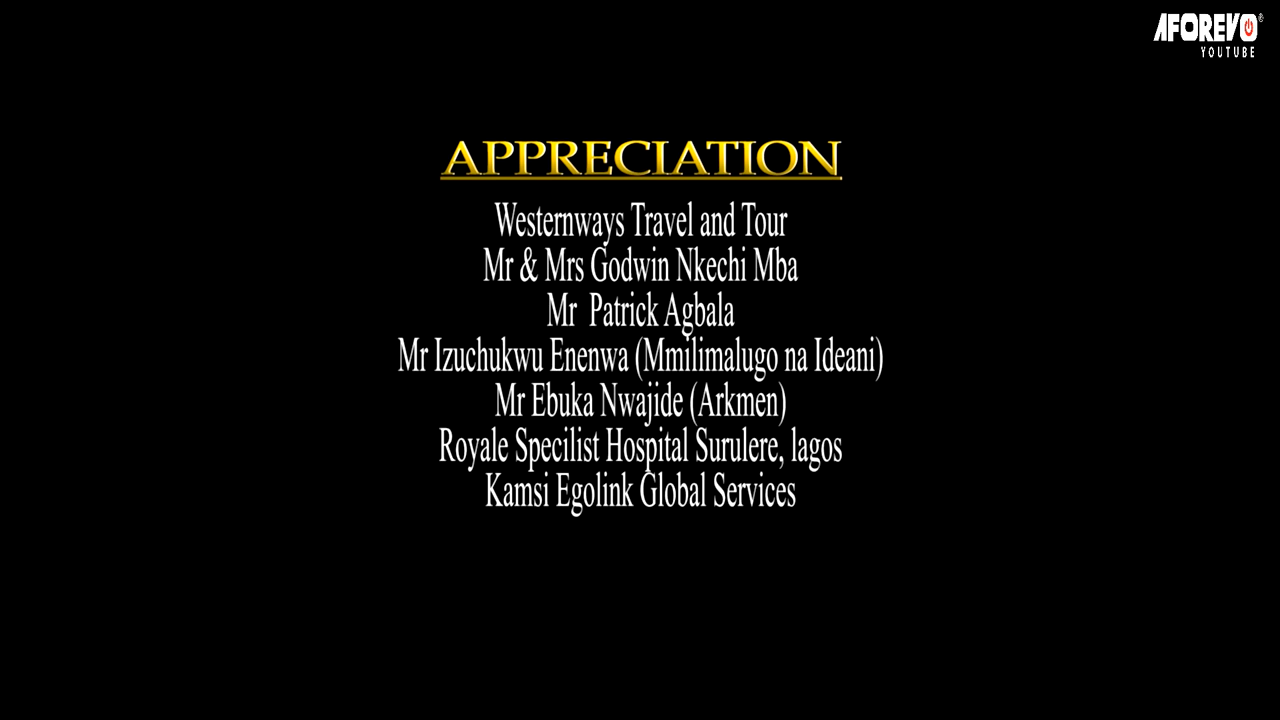 AFOREVO
YOUTUBE
APPRECIATION
Westernways Travel and Tour
Mr & Mrs Godwin Nkechi Mba
Mr Patrick Agbala
Mr Izuchukwu Enenwa (Mmilimalugo na Ideani)
Mr Ebuka Nwajide (Arkmen)
Royale Specilist Hospital Surulere, lagos
Kamsi Egolink Global Services